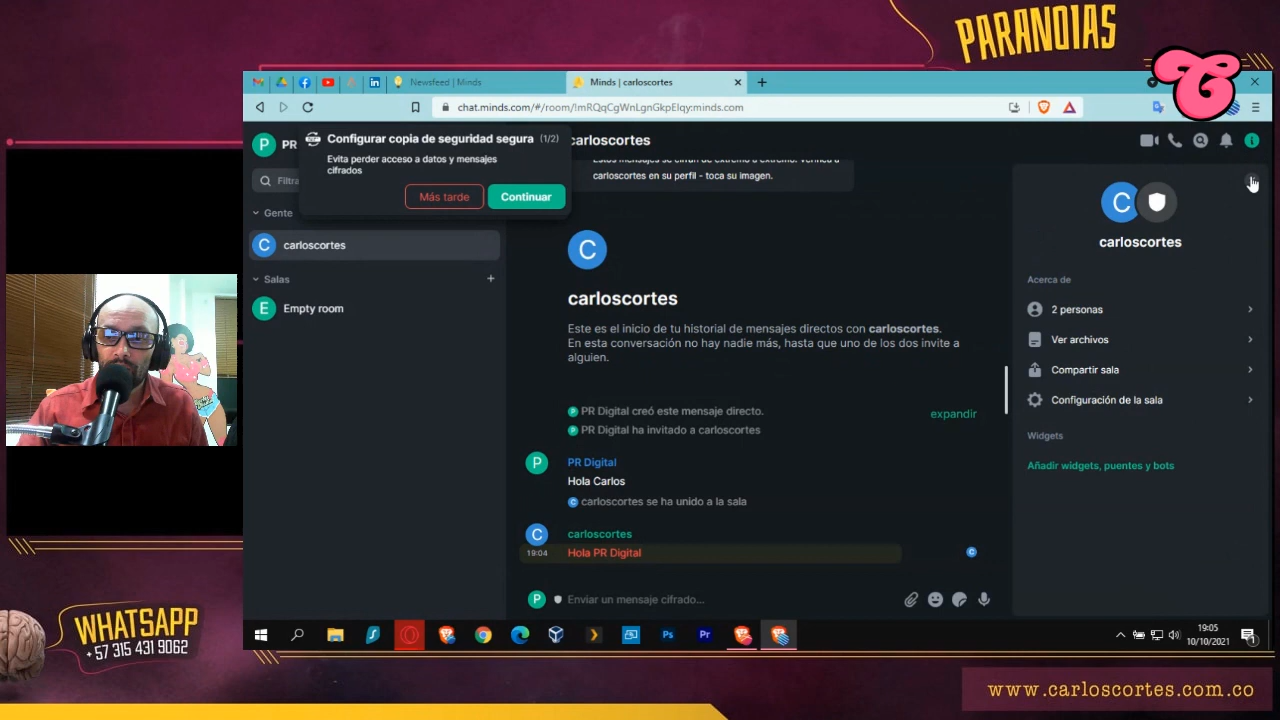 PARANOIAS
Newsfeed | Minds
Minds | carloscortes
chat.minds.com/#/room/!mRQqCgWnLgnGkpElqy:minds.com
P
PR
Configurar copia de seguridad segura (1/2)
Evita perder acceso a datos y mensajes
cifrados
Más tarde
Continuar
Filtra
Gente
C
carloscortes
Salas
E
Empty room
carloscortes
carloscortes en su perfil - toca su imagen.
C
carloscortes
Este es el inicio de tu historial de mensajes directos con carloscortes.
En esta conversación no hay nadie más, hasta que uno de los dos invite a
alguien.
PR Digital creó este mensaje directo.
expandir
PR Digital ha invitado a carloscortes
P
PR Digital
Hola Carlos
carloscortes se ha unido a la sala
C
carloscortes
19:04
Hola PR Digital
P
Enviar un mensaje cifrado...
C
carloscortes
Acerca de
2 personas
Ver archivos
Compartir sala
Configuración de la sala
Widgets
Añadir widgets, puentes y bots
Ps
Pr
19:05
10/10/2021
WHATSAPP
+ 57 315 431 9062
www.carloscortes.com.co